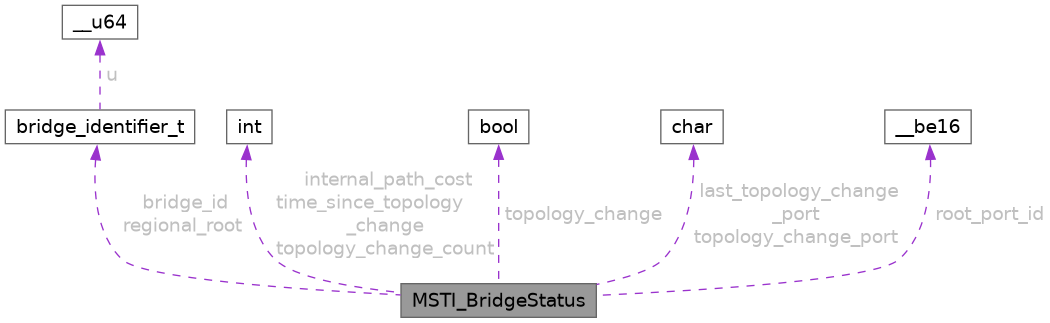 __u64
u
bridge_identifier_t
int
bool
char
__be16
bridge_id
regional_root
internal_path_cost
time_since_topology
_change
topology_change_count
topology_change
last_topology_change
_port
topology_change_port
root_port_id
MSTI_BridgeStatus